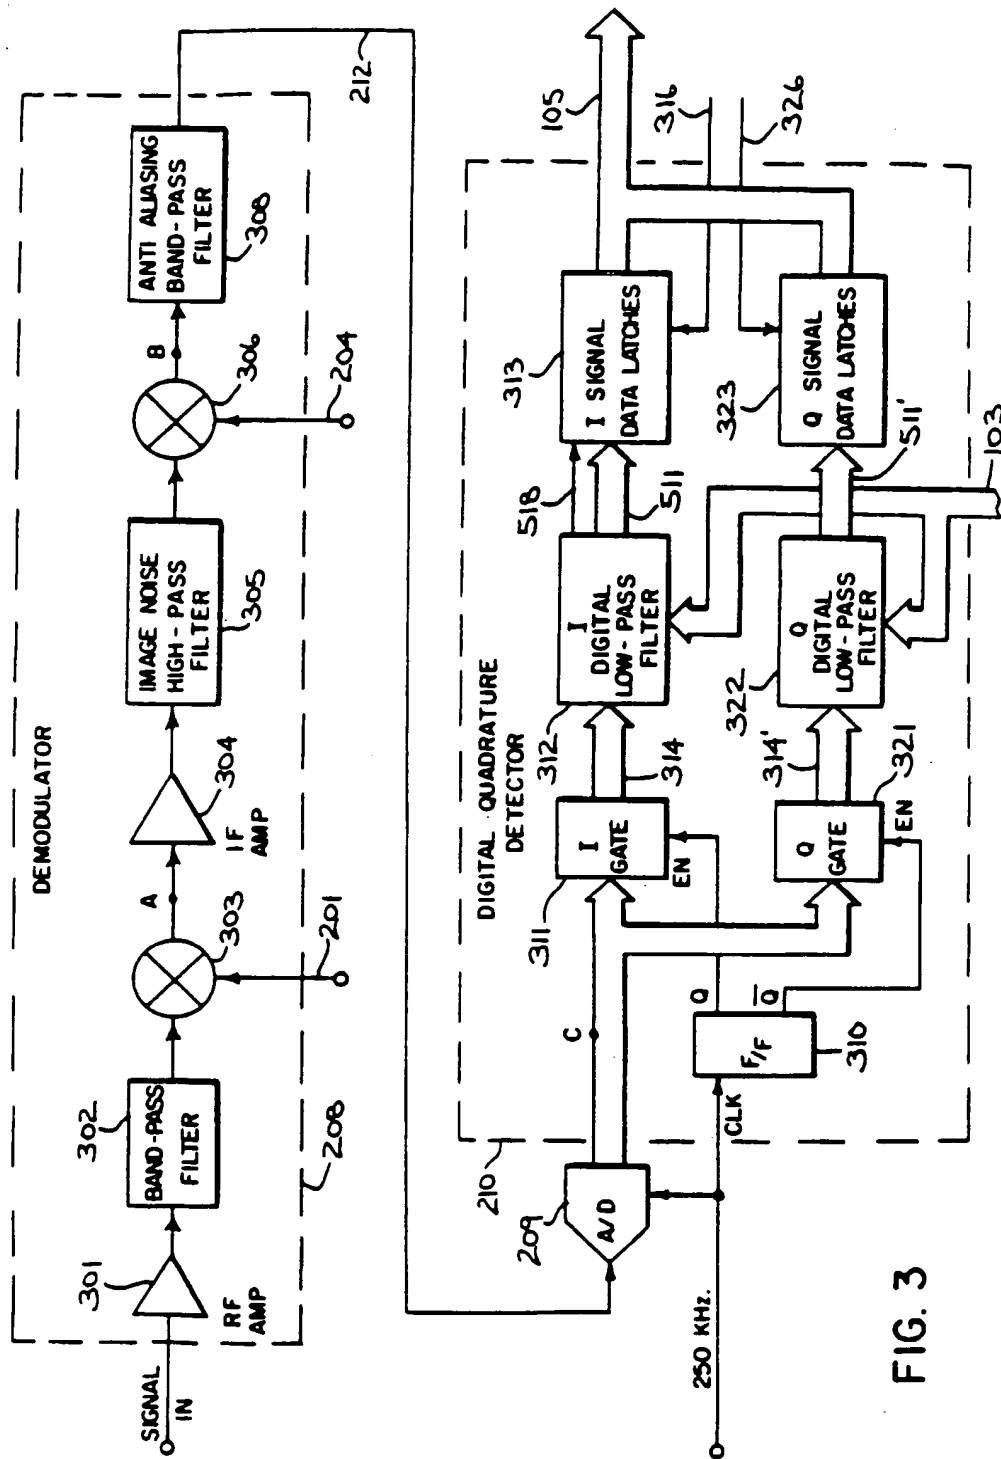 DEMODULATOR
SIGNAL
IN
301
RF
AMP
302
BAND-PASS
FILTER
208
303
201
A
304
IF
AMP
IMAGE NOISE
HIGH-PASS
FILTER
305
306
204
B
ANTI ALIASING
BAND-PASS
FILTER
308
212
DIGITAL QUADRATURE
DETECTOR
210
209
A/D
250 KHz.
CLK
C
F/F
310
Q
Q̅
311
I
GATE
EN
314
312
I
DIGITAL
LOW-PASS
FILTER
518
511
313
I SIGNAL
DATA LATCHES
105
316
326
Q
GATE
321
EN
314'
322
Q
DIGITAL
LOW-PASS
FILTER
511'
323
Q SIGNAL
DATA LATCHES
103
FIG. 3